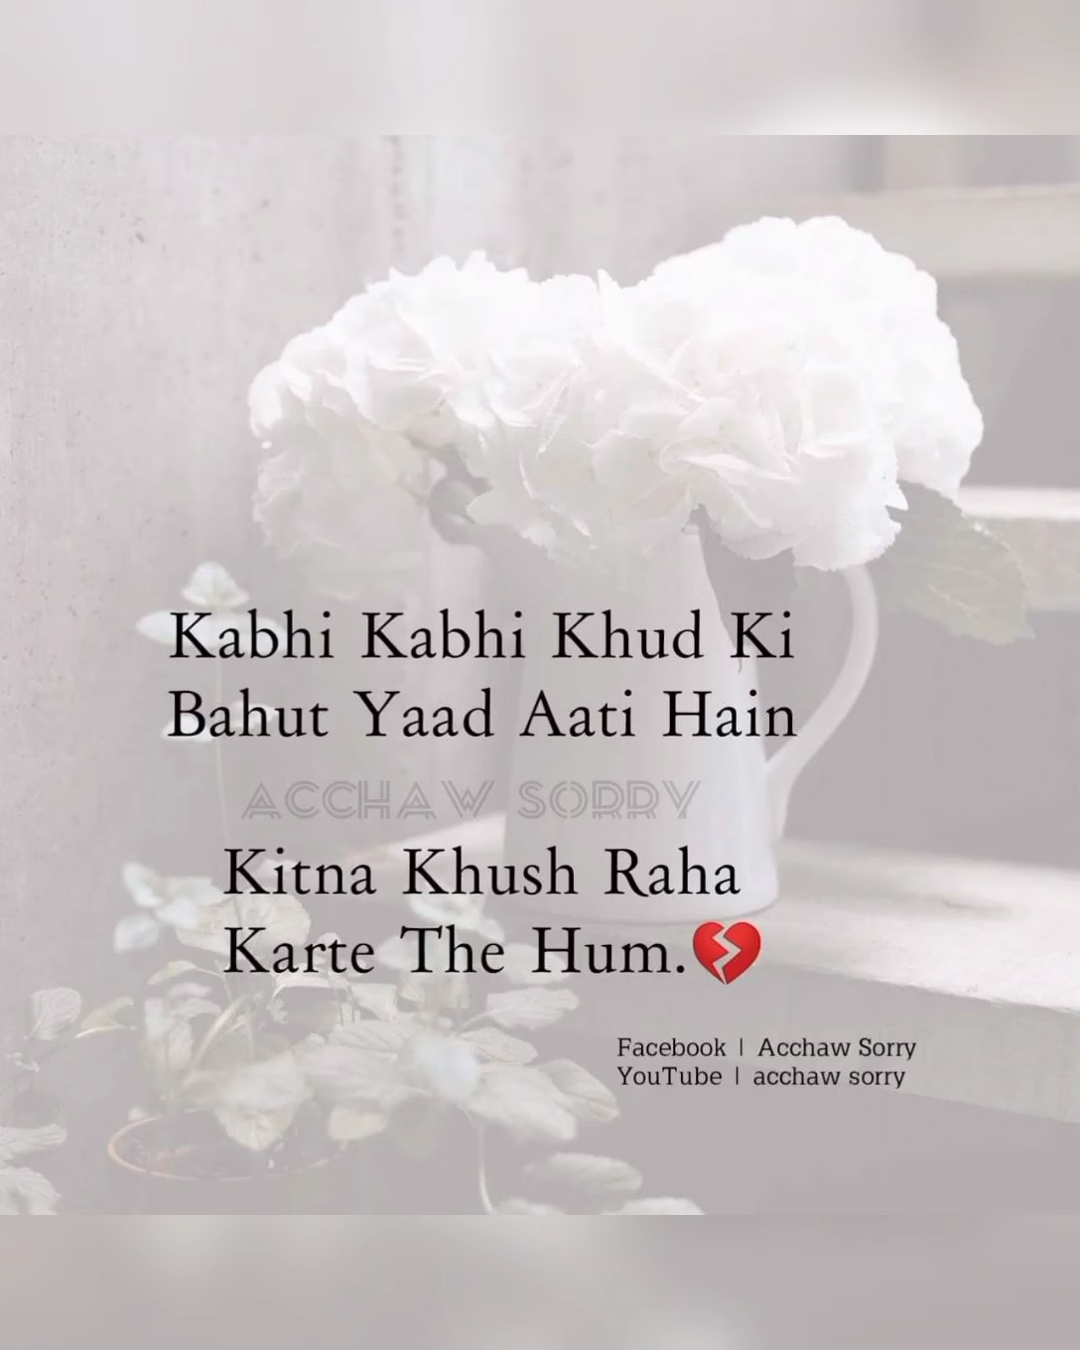 Kabhi Kabhi Khud Ki
Bahut Yaad Aati Hain
ACCHAW SORRY
Kitna Khush Raha
Karte The Hum.💔
Facebook | Acchaw Sorry
YouTube | acchaw sorry